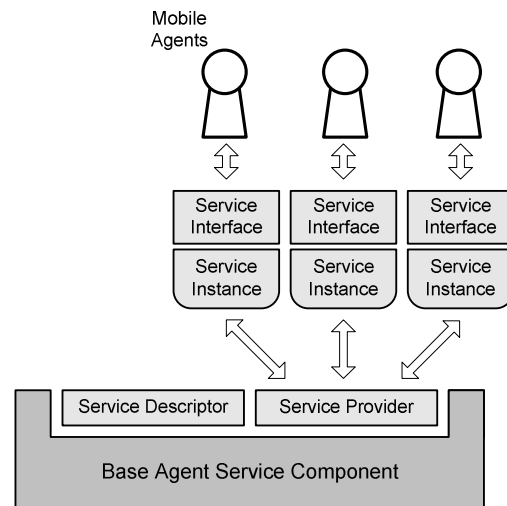 Mobile
Agents
Service
Interface
Service
Interface
Service
Interface
Service
Instance
Service
Instance
Service
Instance
Service Descriptor
Service Provider
Base Agent Service Component